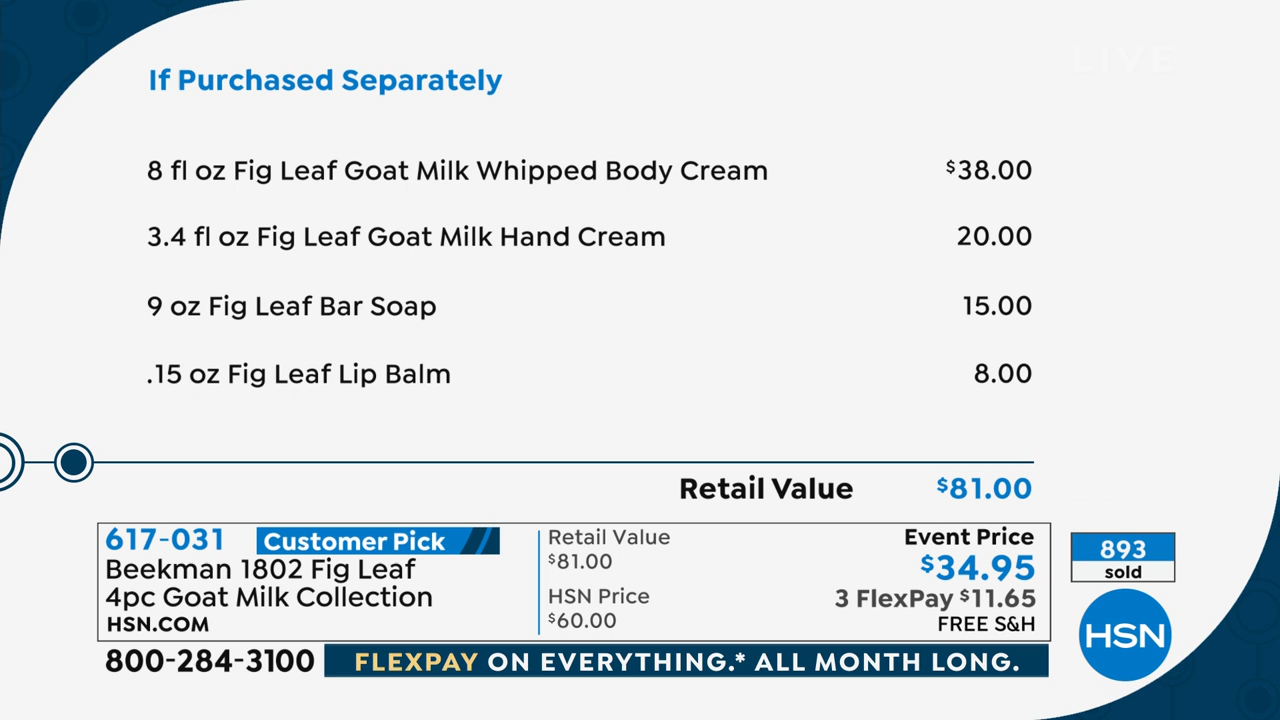 LIVE
If Purchased Separately
8 fl oz Fig Leaf Goat Milk Whipped Body Cream $38.00
3.4 fl oz Fig Leaf Goat Milk Hand Cream 20.00
9 oz Fig Leaf Bar Soap 15.00
.15 oz Fig Leaf Lip Balm 8.00
Retail Value $81.00
617-031 Customer Pick
Beekman 1802 Fig Leaf
4pc Goat Milk Collection
HSN.COM
Retail Value
$81.00
HSN Price
$60.00
Event Price
$34.95
3 FlexPay $11.65
FREE S&H
893
sold
HSN
800-284-3100 FLEXPAY ON EVERYTHING.* ALL MONTH LONG.